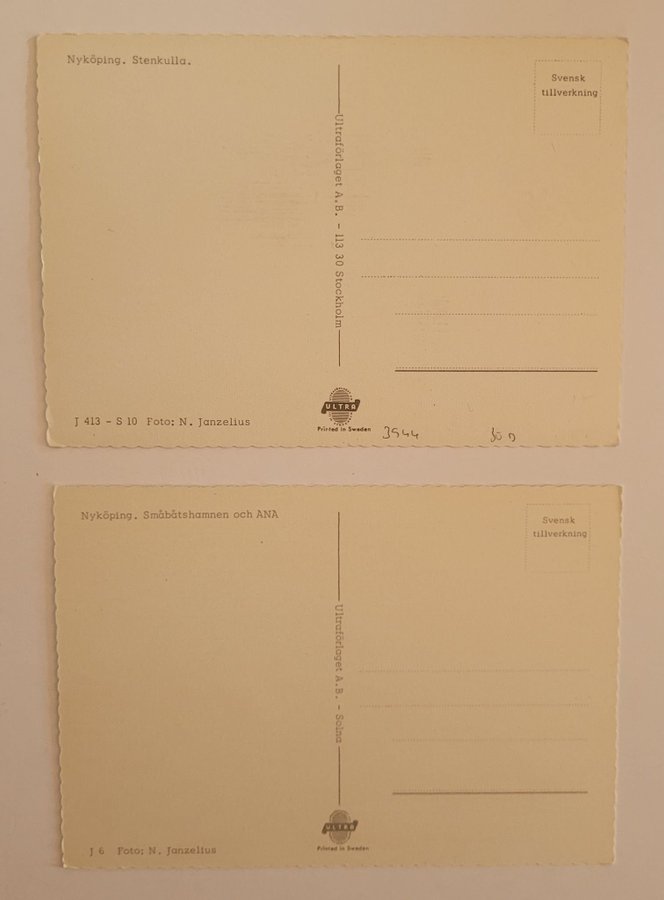 Nyköping. Stenkulla.
Svensk
tillverkning
Ultraförlaget A.B. - 113 30 Stockholm
J 413 - S 10 Foto: N. Janzelius
ULTRA
Printed in Sweden
3944
Nyköping. Småbåtshamnen och ANA
Svensk
tillverkning
Ultraförlaget A.B. - Solna
J 6 Foto: N. Janzelius
ULTRA
Printed in Sweden